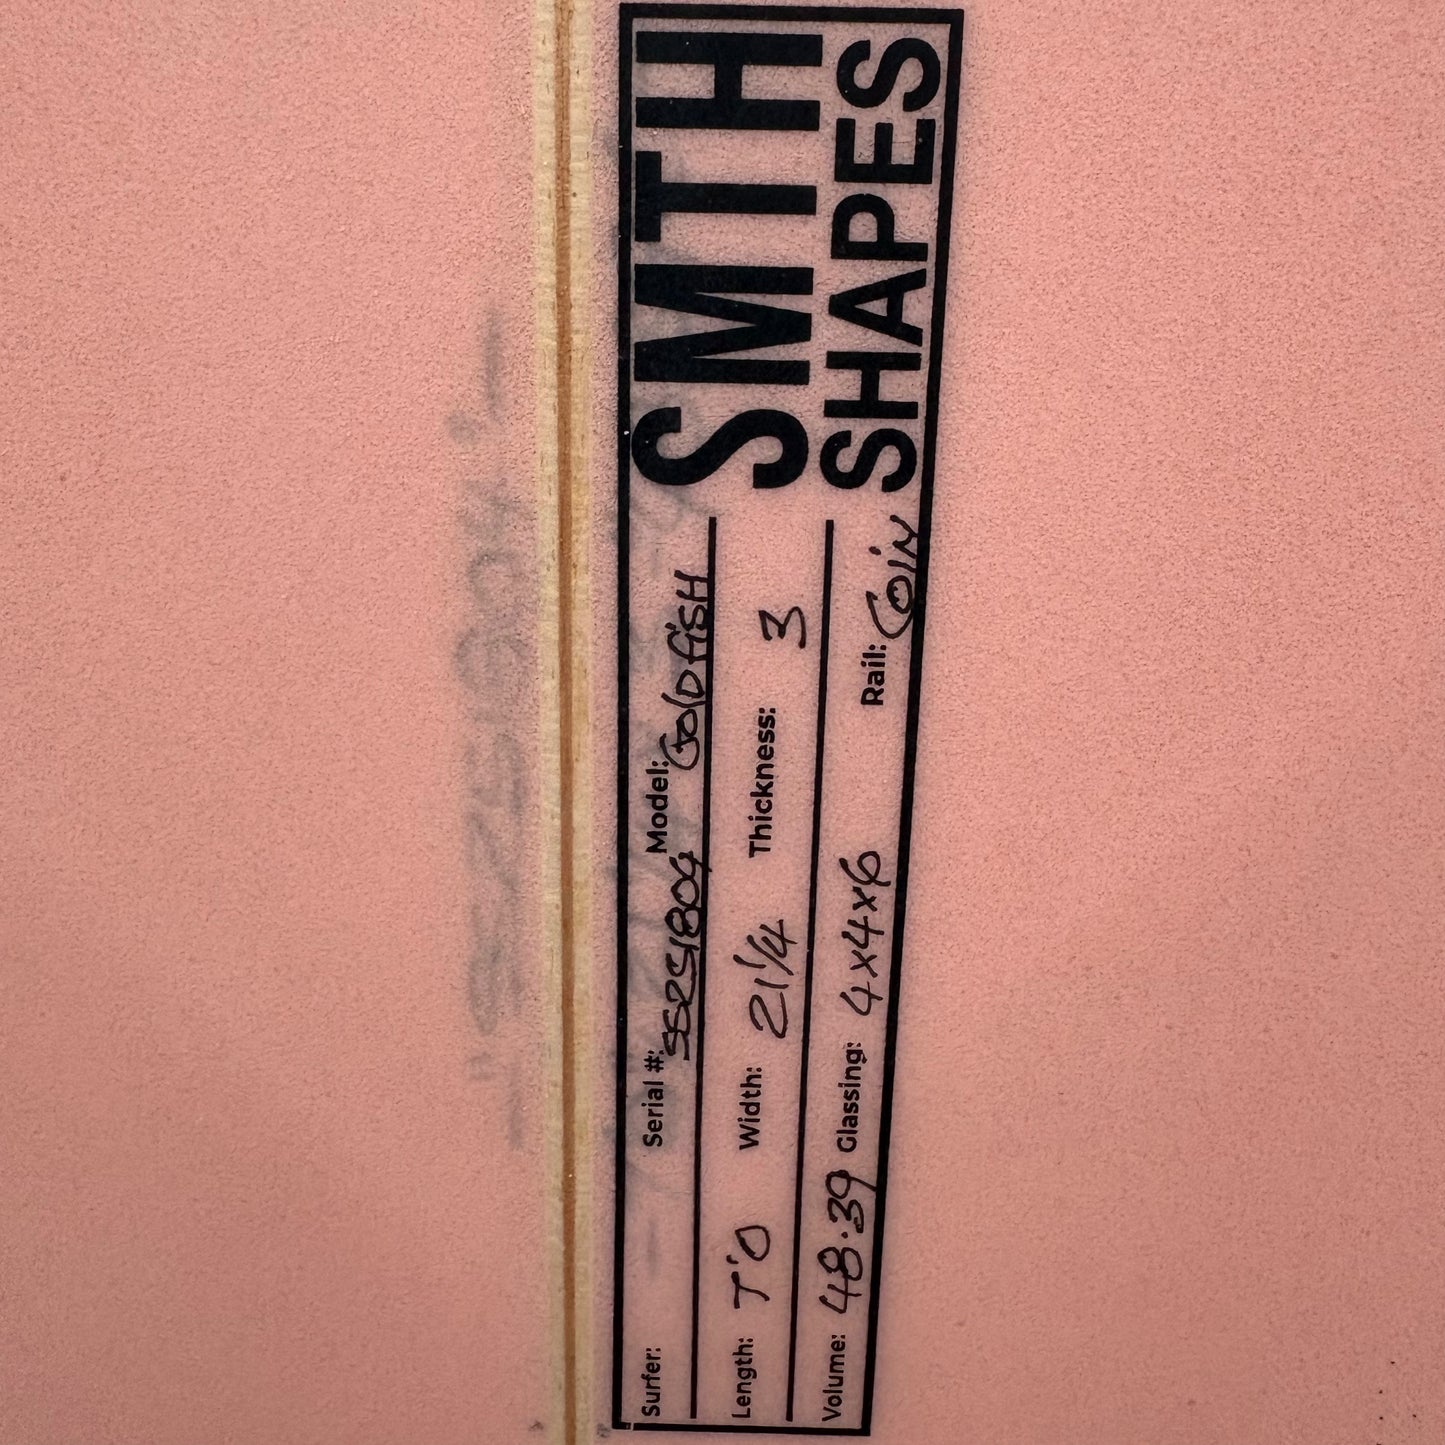 SMTH
SHAPES
Surfer: Serial #: SS251804 Model: GOLDFiSH
Length: 7'0 Width: 21 1/4 Thickness: 3
Volume: 48.39 Glassing: 4x4x6 Rail: COiN